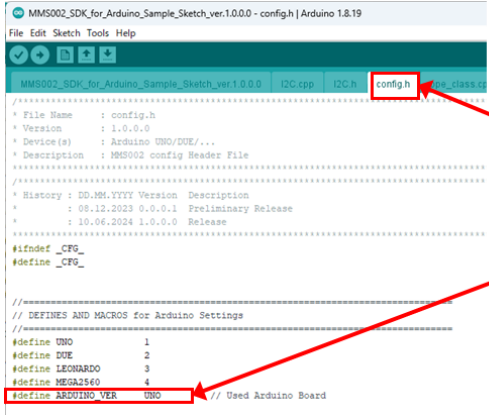 MMS002_SDK_for_Arduino_Sample_Sketch_ver.1.0.0.0 - config.h | Arduino 1.8.19
File Edit Sketch Tools Help
MMS002_SDK_for_Arduino_Sample_Sketch_ver.1.0.0.0 I2C.cpp I2C.h config.h
* File Name : config.h
* Version : 1.0.0.0
* Device(s) : Arduino UNO/DUE/...
* Description : MMS002 config Header File
* History : DD.MM.YYYY Version Description
* : 08.12.2023 0.0.0.1 Preliminary Release
* : 10.06.2024 1.0.0.0 Release
#ifndef _CFG_
#define _CFG_
//
// DEFINES AND MACROS for Arduino Settings
//
#define UNO 1
#define DUE 2
#define LEONARDO 3
#define MEGA2560 4
#define ARDUINO_VER UNO // Used Arduino Board